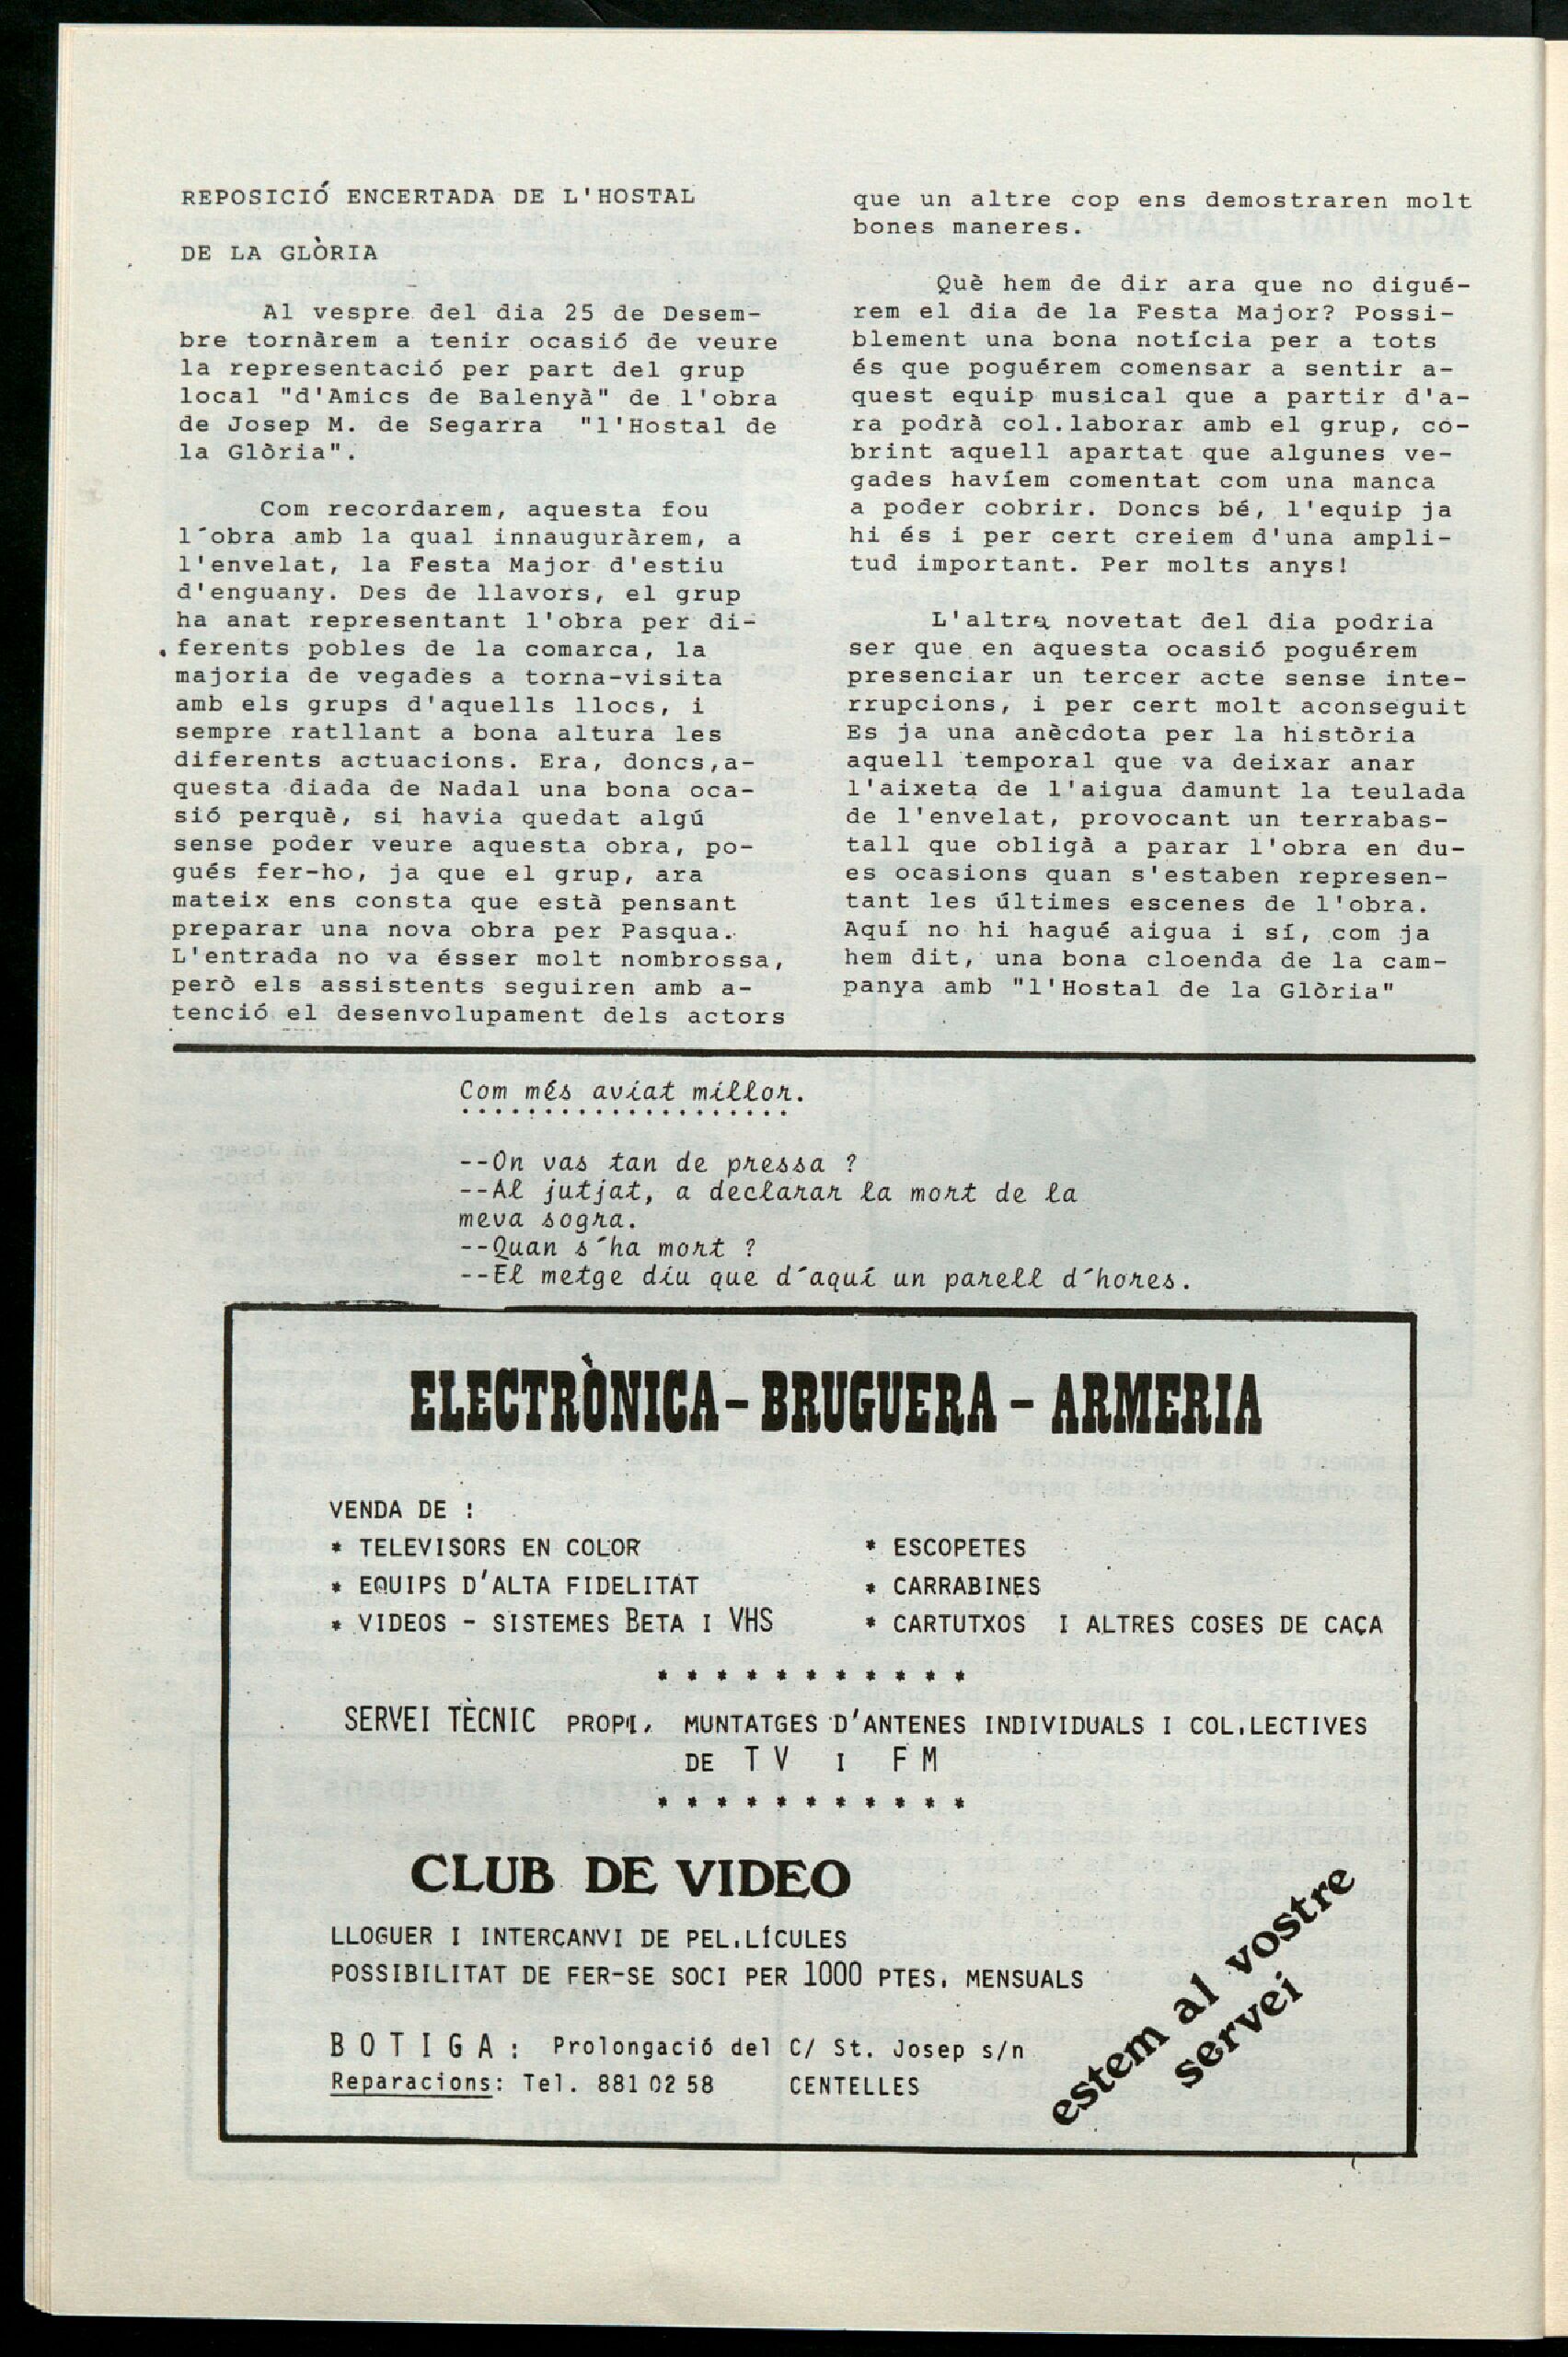 REPOSICIÓ ENCERTADA DE L'HOSTAL
DE LA GLÒRIA
Al vespre del dia 25 de Desem-
bre tornàrem a tenir ocasió de veure
la representació per part del grup
local "d'Amics de Balenyà" de l'obra
de Josep M. de Segarra "l'Hostal de
la Glòria".
Com recordarem, aquesta fou
l´obra amb la qual innauguràrem, a
l'envelat, la Festa Major d'estiu
d'enguany. Des de llavors, el grup
ha anat representant l'obra per di-
ferents pobles de la comarca, la
majoria de vegades a torna-visita
amb els grups d'aquells llocs, i
sempre ratllant a bona altura les
diferents actuacions. Era, doncs,a-
questa diada de Nadal una bona oca-
sió perquè, si havia quedat algú
sense poder veure aquesta obra, po-
gués fer-ho, ja que el grup, ara
mateix ens consta que està pensant
preparar una nova obra per Pasqua.
L'entrada no va ésser molt nombrossa,
però els assistents seguiren amb a-
tenció el desenvolupament dels actors
que un altre cop ens demostraren molt
bones maneres.
Què hem de dir ara que no digué-
rem el dia de la Festa Major? Possi-
blement una bona notícia per a tots
és que poguérem comensar a sentir a-
quest equip musical que a partir d'a-
ra podrà col.laborar amb el grup, co-
brint aquell apartat que algunes ve-
gades havíem comentat com una manca
a poder cobrir. Doncs bé, l'equip ja
hi és i per cert creiem d'una ampli-
tud important. Per molts anys!
L'altra novetat del dia podria
ser que en aquesta ocasió poguérem
presenciar un tercer acte sense inte-
rrupcions, i per cert molt aconseguit
Es ja una anècdota per la història
aquell temporal que va deixar anar
l'aixeta de l'aigua damunt la teulada
de l'envelat, provocant un terrabas-
tall que obligà a parar l'obra en du-
es ocasions quan s'estaben represen-
tant les últimes escenes de l'obra.
Aquí no hi hagué aigua i sí, com ja
hem dit, una bona cloenda de la cam-
panya amb "l'Hostal de la Glòria"
Com més aviat millor.
--On vas tan de pressa ?
--Al jutjat, a declarar la mort de la
meva sogra.
--Quan s´ha mort ?
--El metge diu que d´aquí un parell d´hores.
ELECTRÒNICA - BRUGUERA - ARMERIA
VENDA DE :
* TELEVISORS EN COLOR
* EQUIPS D'ALTA FIDELITAT
* VIDEOS - SISTEMES BETA I VHS
* ESCOPETES
* CARRABINES
* CARTUTXOS I ALTRES COSES DE CAÇA
* * * * * * * * * * *
SERVEI TÈCNIC PROPI, MUNTATGES D'ANTENES INDIVIDUALS I COL.LECTIVES
DE T V I F M
* * * * * * * * * * *
CLUB DE VIDEO
LLOGUER I INTERCANVI DE PEL.LÍCULES
POSSIBILITAT DE FER-SE SOCI PER 1000 PTES. MENSUALS
BOTIGA: Prolongació del C/ St. Josep s/n
Reparacions: Tel. 881 02 58 CENTELLES
estem al vostre
servei